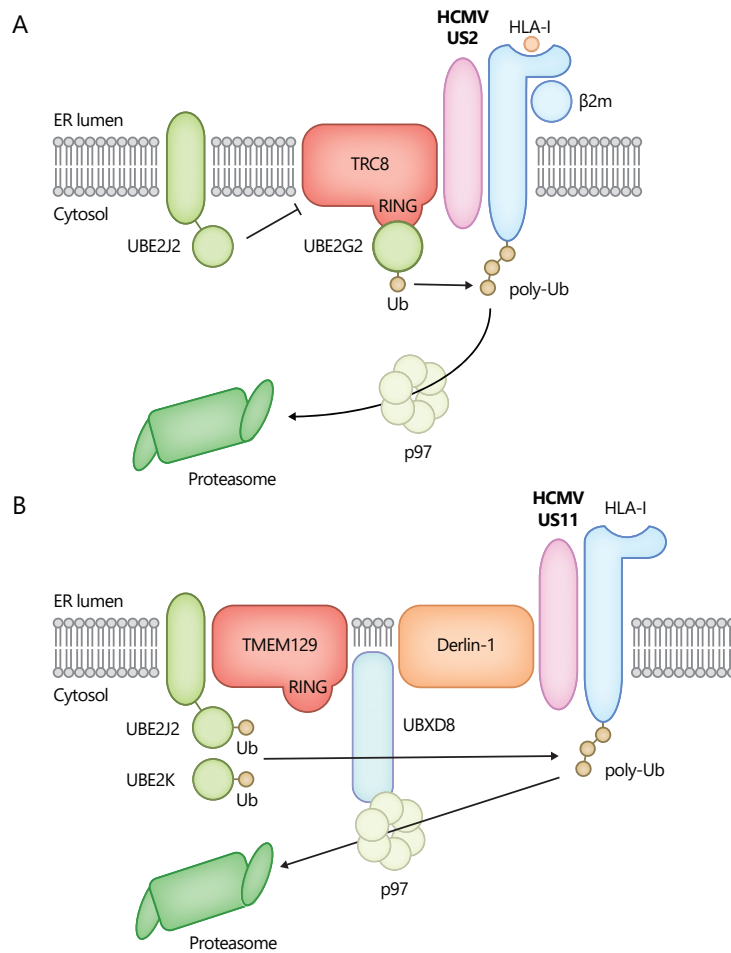 A
HCMV
US2
HLA-I
β2m
ER lumen
TRC8
Cytosol
RING
UBE2J2
UBE2G2
Ub
poly-Ub
p97
Proteasome
B
HCMV
US11
HLA-I
ER lumen
TMEM129
Derlin-1
Cytosol
RING
UBE2J2
Ub
UBXD8
UBE2K
Ub
poly-Ub
p97
Proteasome